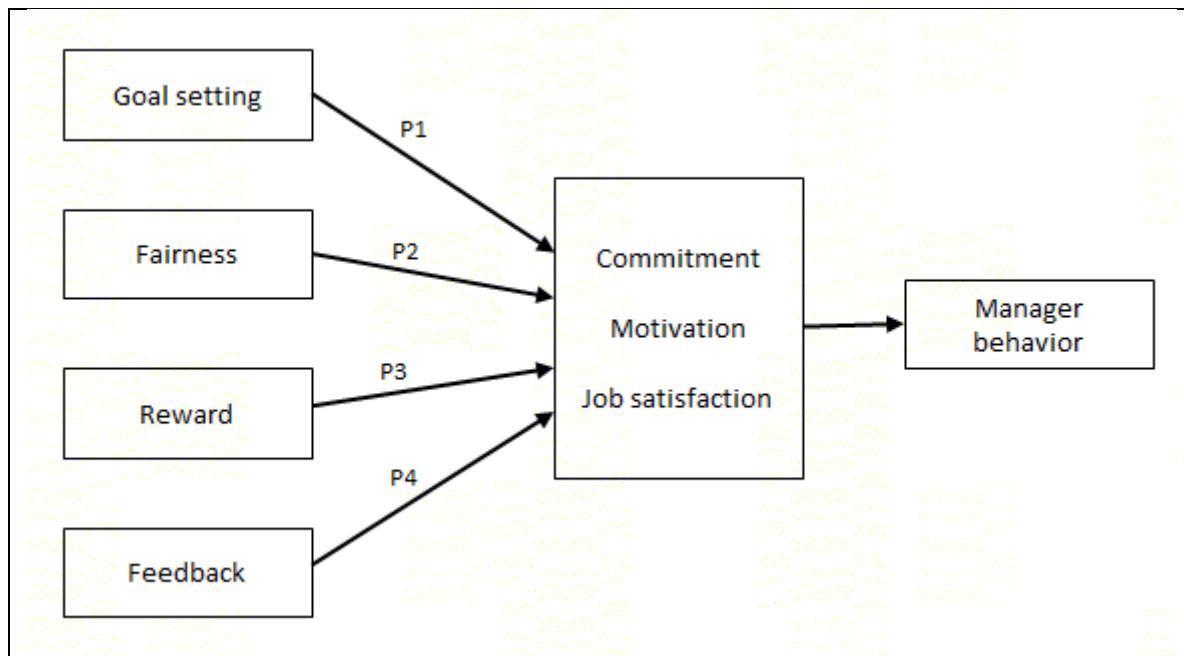 Goal setting
P1
Fairness
P2
Reward
P3
Feedback
P4
Commitment
Motivation
Job satisfaction
Manager
behavior